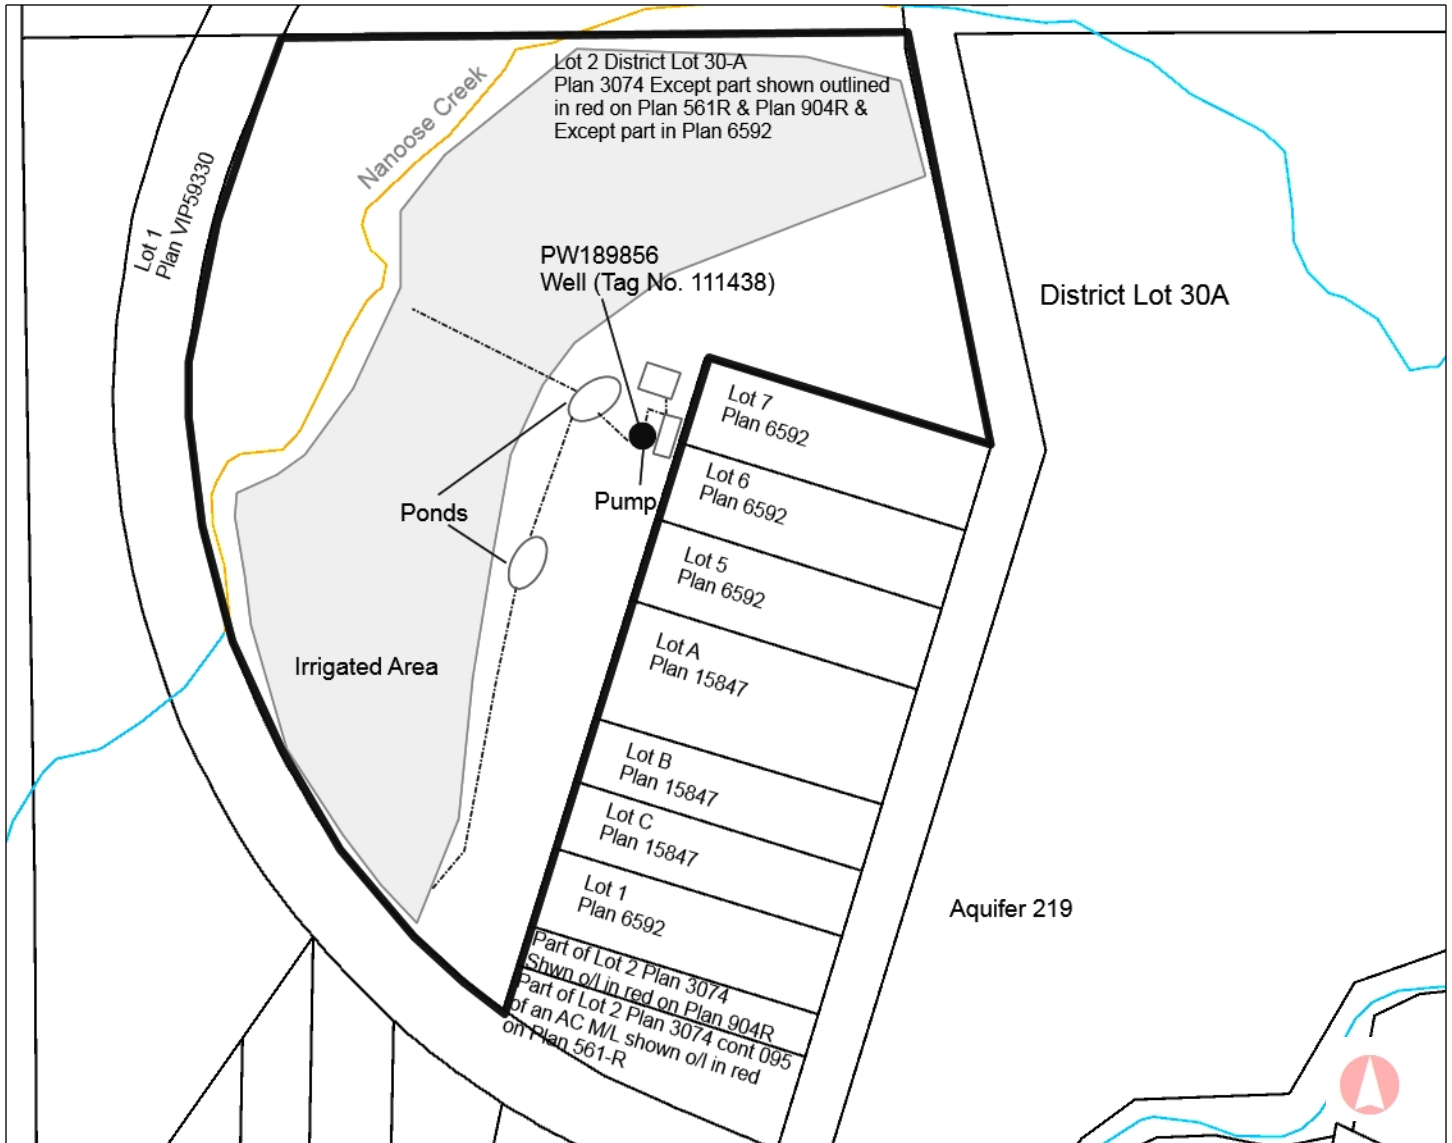 Lot 2 District Lot 30-A
Plan 3074 Except part shown outlined
in red on Plan 561R & Plan 904R &
Except part in Plan 6592
Nanoose Creek
Lot 1
Plan VIP59330
PW189856
Well (Tag No. 111438)
District Lot 30A
Lot 7
Plan 6592
Lot 6
Plan 6592
Ponds
Pump
Lot 5
Plan 6592
Lot A
Plan 15847
Irrigated Area
Lot B
Plan 15847
Lot C
Plan 15847
Lot 1
Plan 6592
Aquifer 219
Part of Lot 2 Plan 3074
Shwn o/l in red on Plan 904R
Part of Lot 2 Plan 3074 cont 095
of an AC M/L shown o/l in red
on Plan 561-R